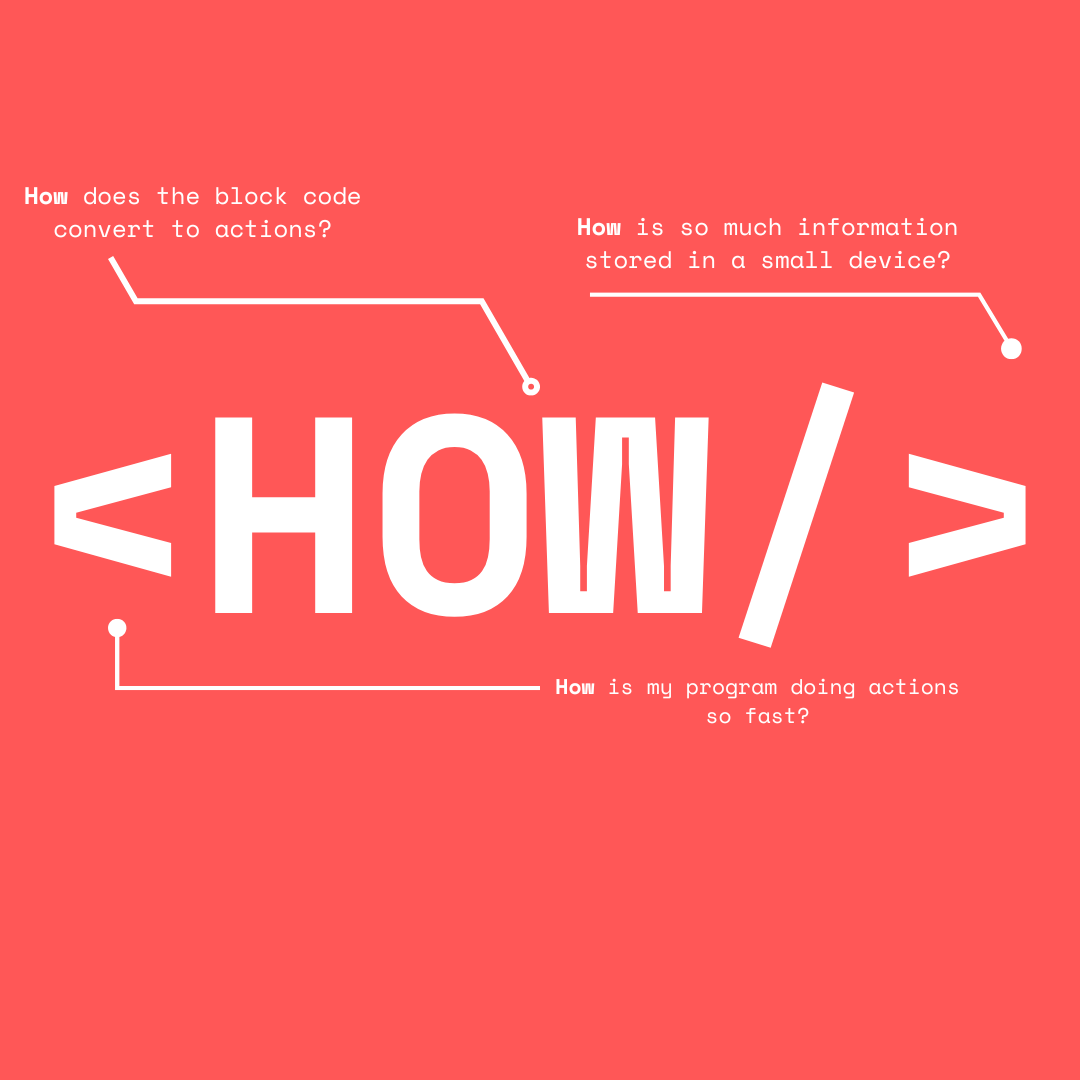 How does the block code
convert to actions?
How is so much information
stored in a small device?
<HOW/>
How is my program doing actions
so fast?